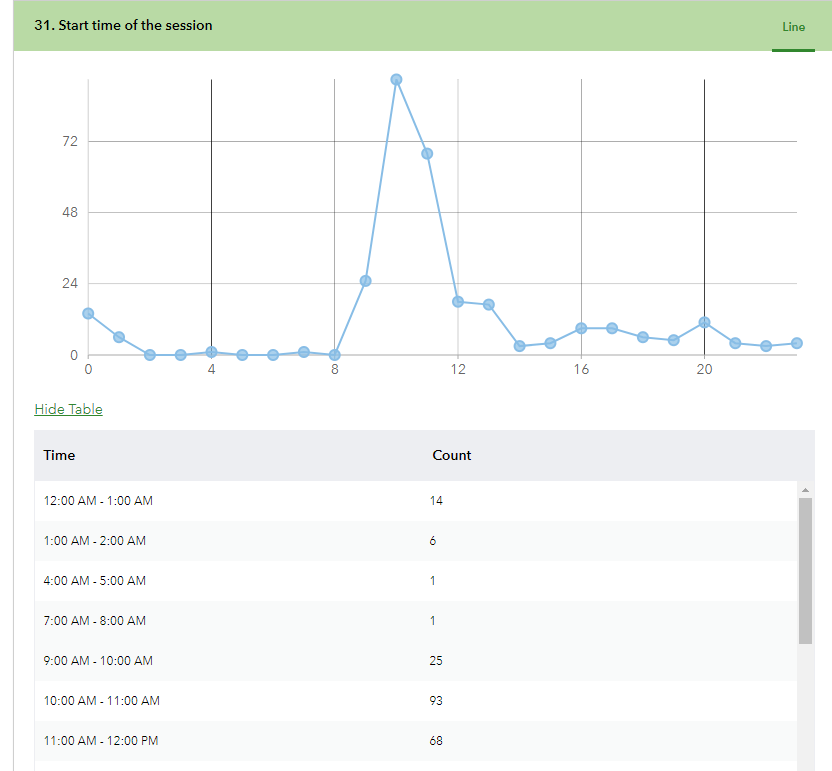 31. Start time of the session
Line
72
48
24
0
0 4 8 12 16 20
Hide Table
Time Count
12:00 AM - 1:00 AM 14
1:00 AM - 2:00 AM 6
4:00 AM - 5:00 AM 1
7:00 AM - 8:00 AM 1
9:00 AM - 10:00 AM 25
10:00 AM - 11:00 AM 93
11:00 AM - 12:00 PM 68